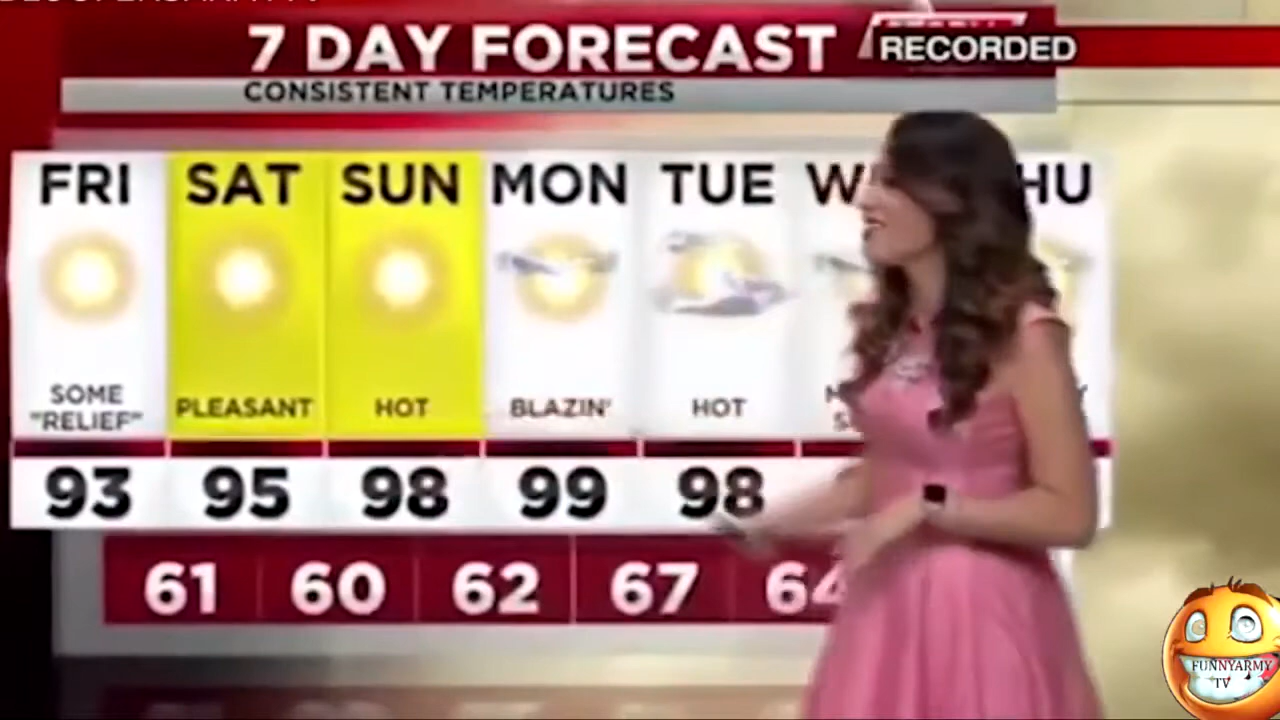 7 DAY FORECAST
RECORDED
CONSISTENT TEMPERATURES
FRI SAT SUN MON TUE
SOME "RELIEF" PLEASANT HOT BLAZIN' HOT
93 95 98 99 98
61 60 62 67 64
FUNNYARMY
TV